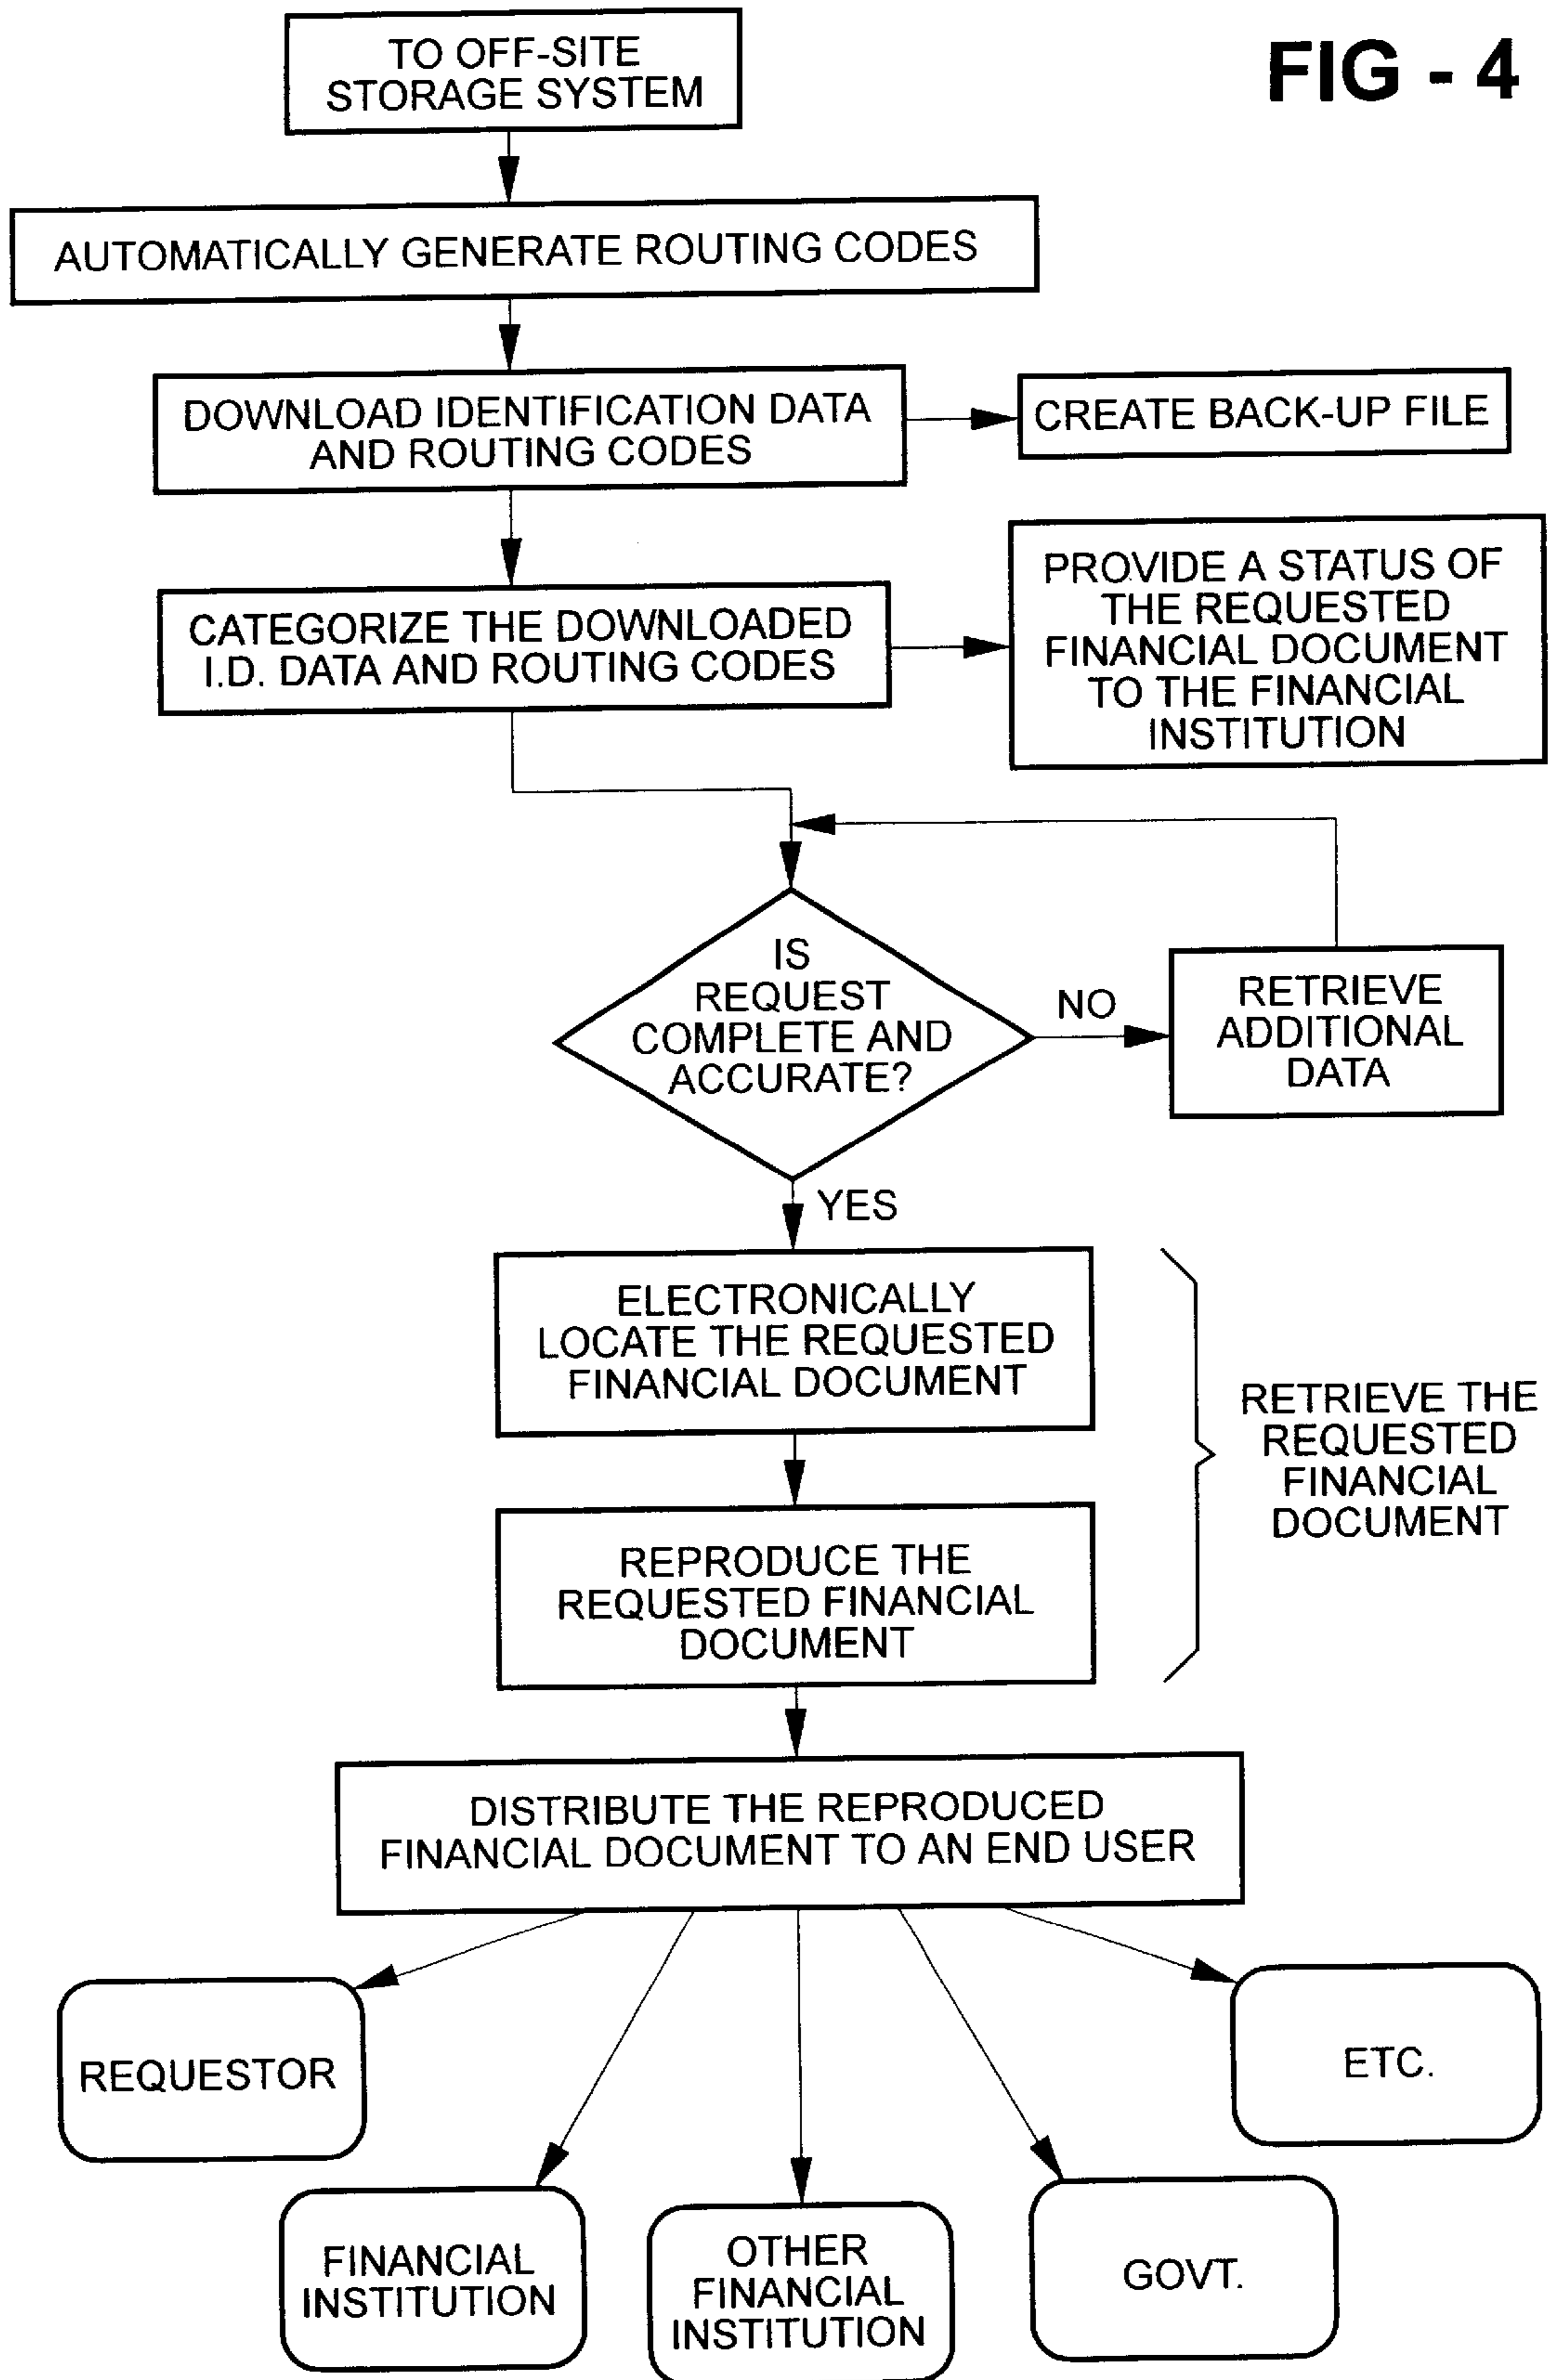 FIG - 4
TO OFF-SITE
STORAGE SYSTEM
AUTOMATICALLY GENERATE ROUTING CODES
DOWNLOAD IDENTIFICATION DATA
AND ROUTING CODES
CREATE BACK-UP FILE
CATEGORIZE THE DOWNLOADED
I.D. DATA AND ROUTING CODES
PROVIDE A STATUS OF
THE REQUESTED
FINANCIAL DOCUMENT
TO THE FINANCIAL
INSTITUTION
IS
REQUEST
COMPLETE AND
ACCURATE?
NO
RETRIEVE
ADDITIONAL
DATA
YES
ELECTRONICALLY
LOCATE THE REQUESTED
FINANCIAL DOCUMENT
RETRIEVE THE
REQUESTED
FINANCIAL
DOCUMENT
REPRODUCE THE
REQUESTED FINANCIAL
DOCUMENT
DISTRIBUTE THE REPRODUCED
FINANCIAL DOCUMENT TO AN END USER
REQUESTOR
FINANCIAL
INSTITUTION
OTHER
FINANCIAL
INSTITUTION
GOVT.
ETC.